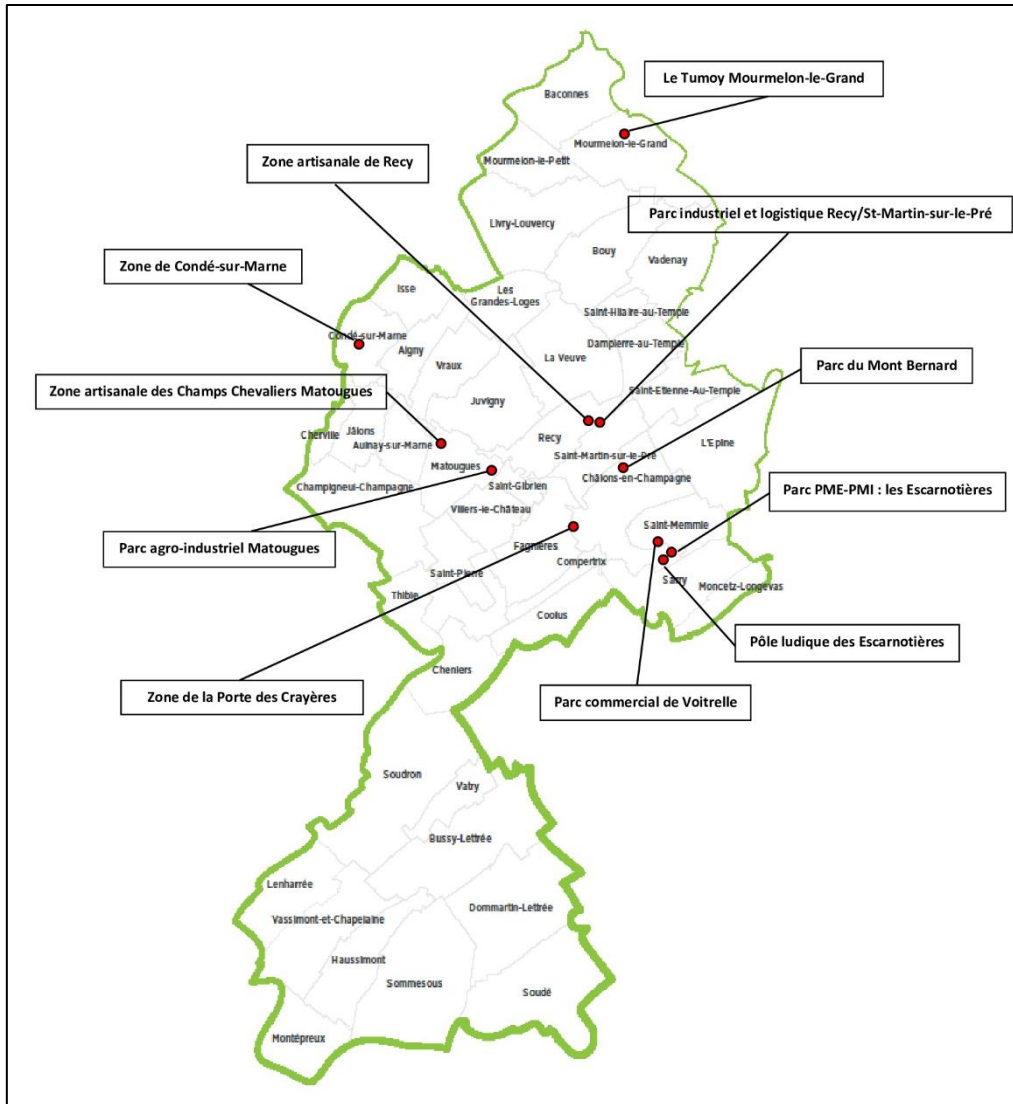 Le Tumoy Mourmelon-le-Grand
Baconnes
Mourmelon-le-Grand
Zone artisanale de Recy
Mourmelon-le-Petit
Parc industriel et logistique Recy/St-Martin-sur-le-Pré
Livry-Louvercy
Bouy
Vadenay
Zone de Condé-sur-Marne
Isse
Les
Grandes-Loges
Saint-Hilaire-au-Temple
Condé-sur-Marne
Aigny
Dampierre-au-Temple
La Veuve
Vraux
Parc du Mont Bernard
Zone artisanale des Champs Chevaliers Matougues
Saint-Etienne-Au-Temple
Juvigny
Cherville
Jâlons
Aulnay-sur-Marne
Recy
L'Epine
Saint-Martin-sur-le-Pré
Matougues
Châlons-en-Champagne
Champigneul-Champagne
Saint-Gibrien
Parc PME-PMI : les Escarnotières
Villers-le-Château
Saint-Memmie
Parc agro-industriel Matougues
Fagnières
Compertrix
Saint-Pierre
Sarry
Moncetz-Longevas
Thibie
Coolus
Pôle ludique des Escarnotières
Cheniers
Zone de la Porte des Crayères
Parc commercial de Voitrelle
Soudron
Vatry
Bussy-Lettrée
Lenharrée
Dommartin-Lettrée
Vassimont-et-Chapelaine
Haussimont
Sommesous
Soudé
Montépreux